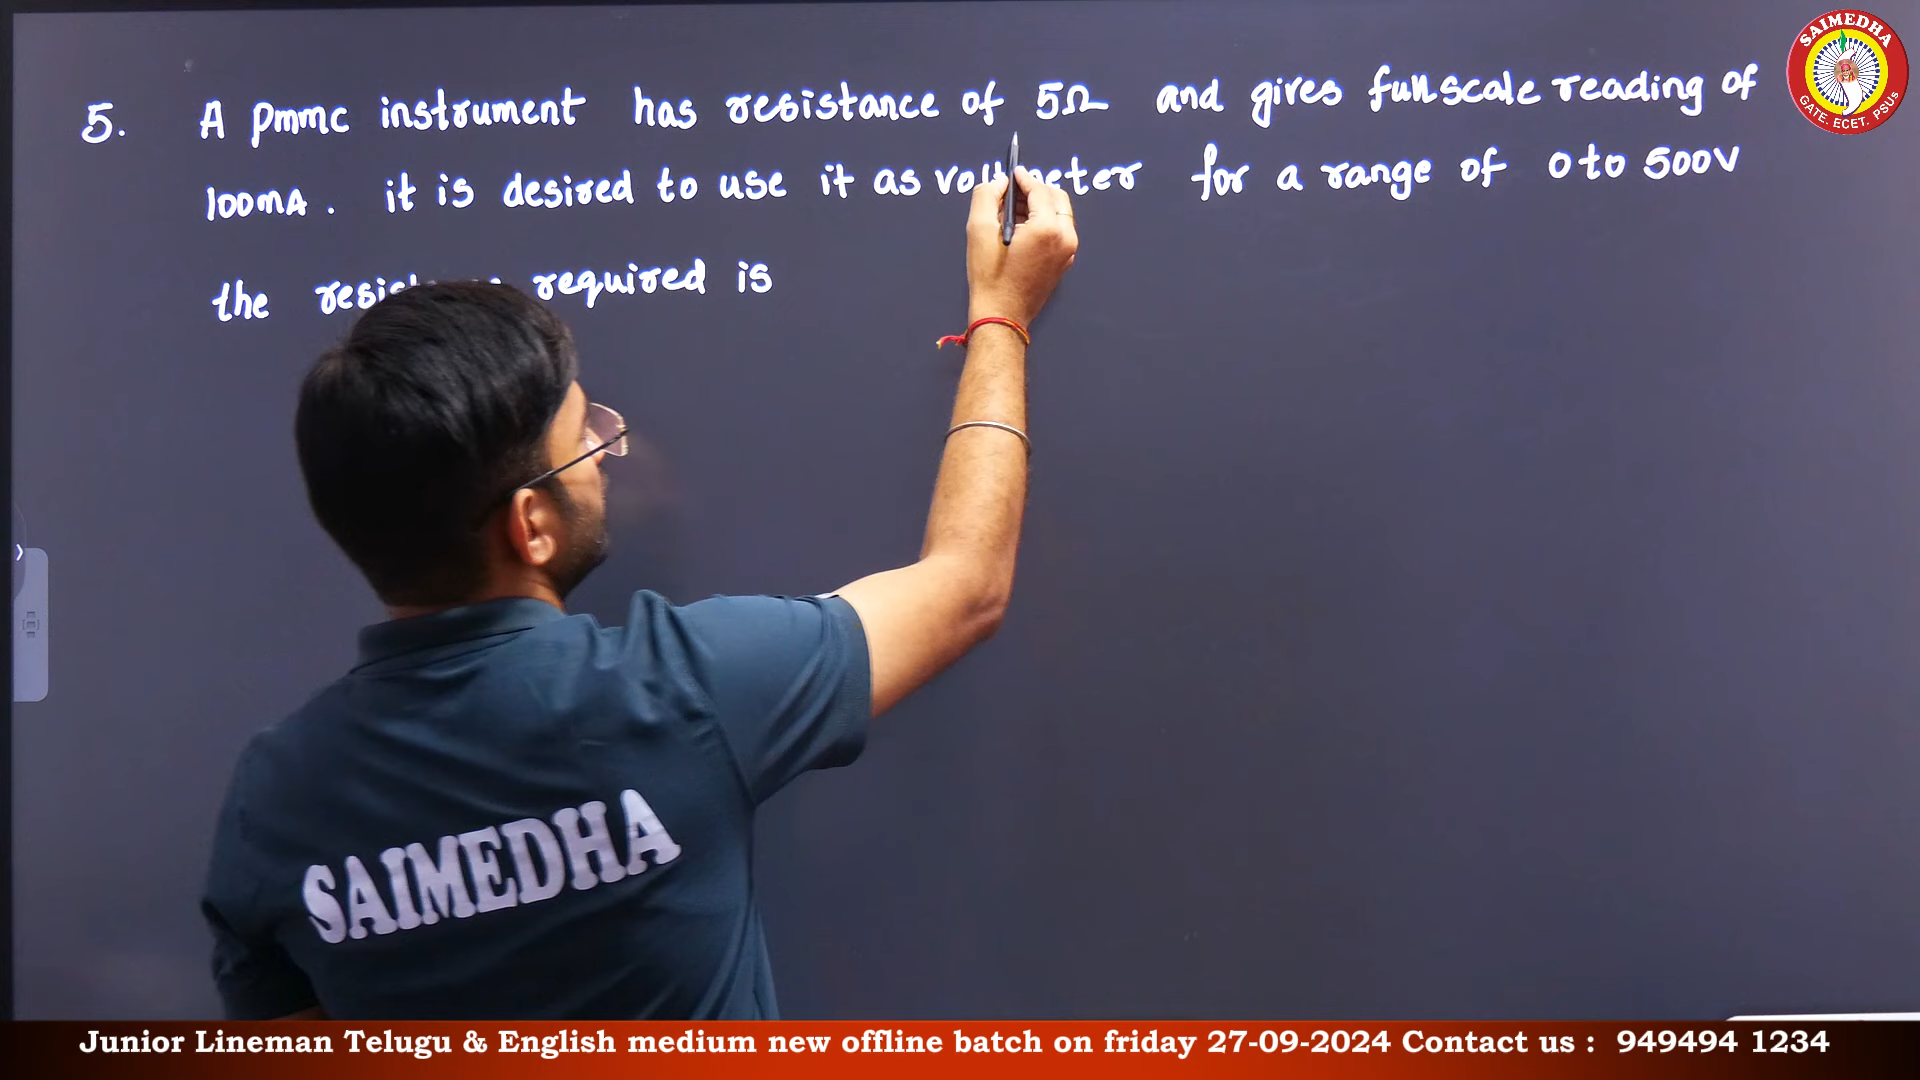 SAIMEDHA
GATE. ECET. PSUs
5. A pmmc instrument has resistance of 5Ω and gives fullscale reading of
100mA. it is desired to use it as voltmeter for a range of 0 to 500V
the resistance required is
SAIMEDHA
Junior Lineman Telugu & English medium new offline batch on friday 27-09-2024 Contact us : 949494 1234